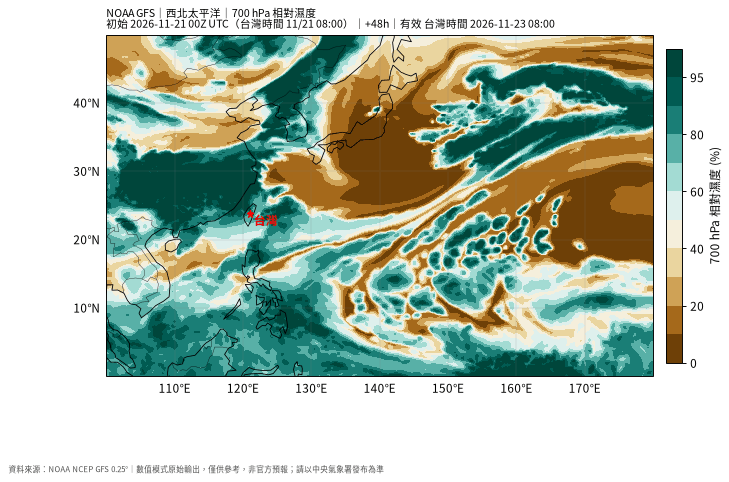 NOAA GFS｜西北太平洋｜700 hPa 相對濕度
初始 2026-11-21 00Z UTC（台灣時間 11/21 08:00）｜+48h｜有效 台灣時間 2026-11-23 08:00
40°N
30°N
20°N
10°N
台灣
110°E 120°E 130°E 140°E 150°E 160°E 170°E
95
80
60
40
20
0
700 hPa 相對濕度 (%)
資料來源：NOAA NCEP GFS 0.25°｜數值模式原始輸出，僅供參考，非官方預報；請以中央氣象署發布為準